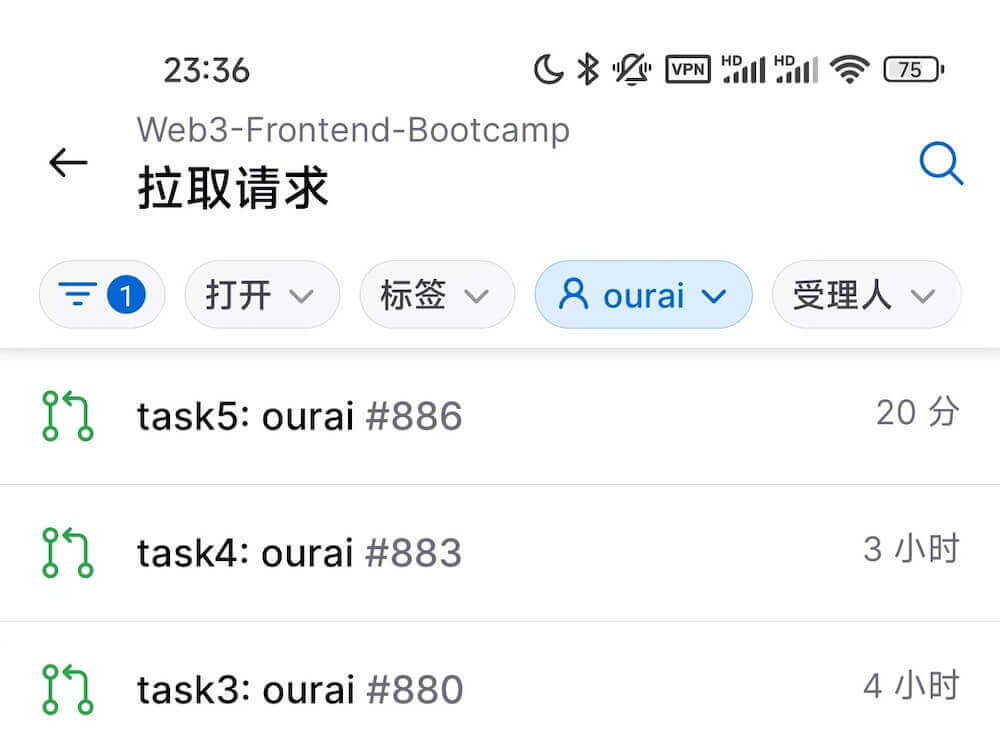 23:36 VPN HD HD 75
Web3-Frontend-Bootcamp
拉取请求
1 打开 标签 ourai 受理人
task5: ourai #886 20 分
task4: ourai #883 3 小时
task3: ourai #880 4 小时